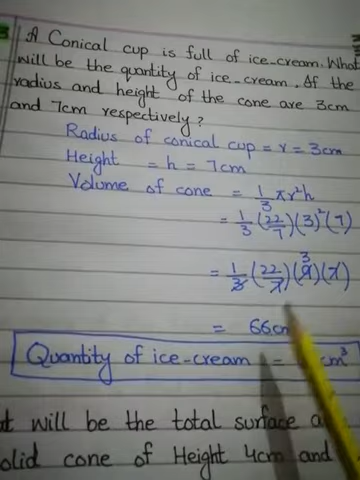 A Conical cup is full of ice-cream. What
will be the quantity of ice-cream. If the
radius and height of the cone are 3cm
and 7cm respectively?
Radius of conical cup = r = 3cm
Height = h = 7cm
Volume of cone = 1/3 πr²h
= 1/3 (22/7) (3)² (7)
3
= 1/3 (22/7) (9) (7)
= 66cm
Quantity of ice-cream = cm³
will be the total surface
olid cone of Height 4cm and